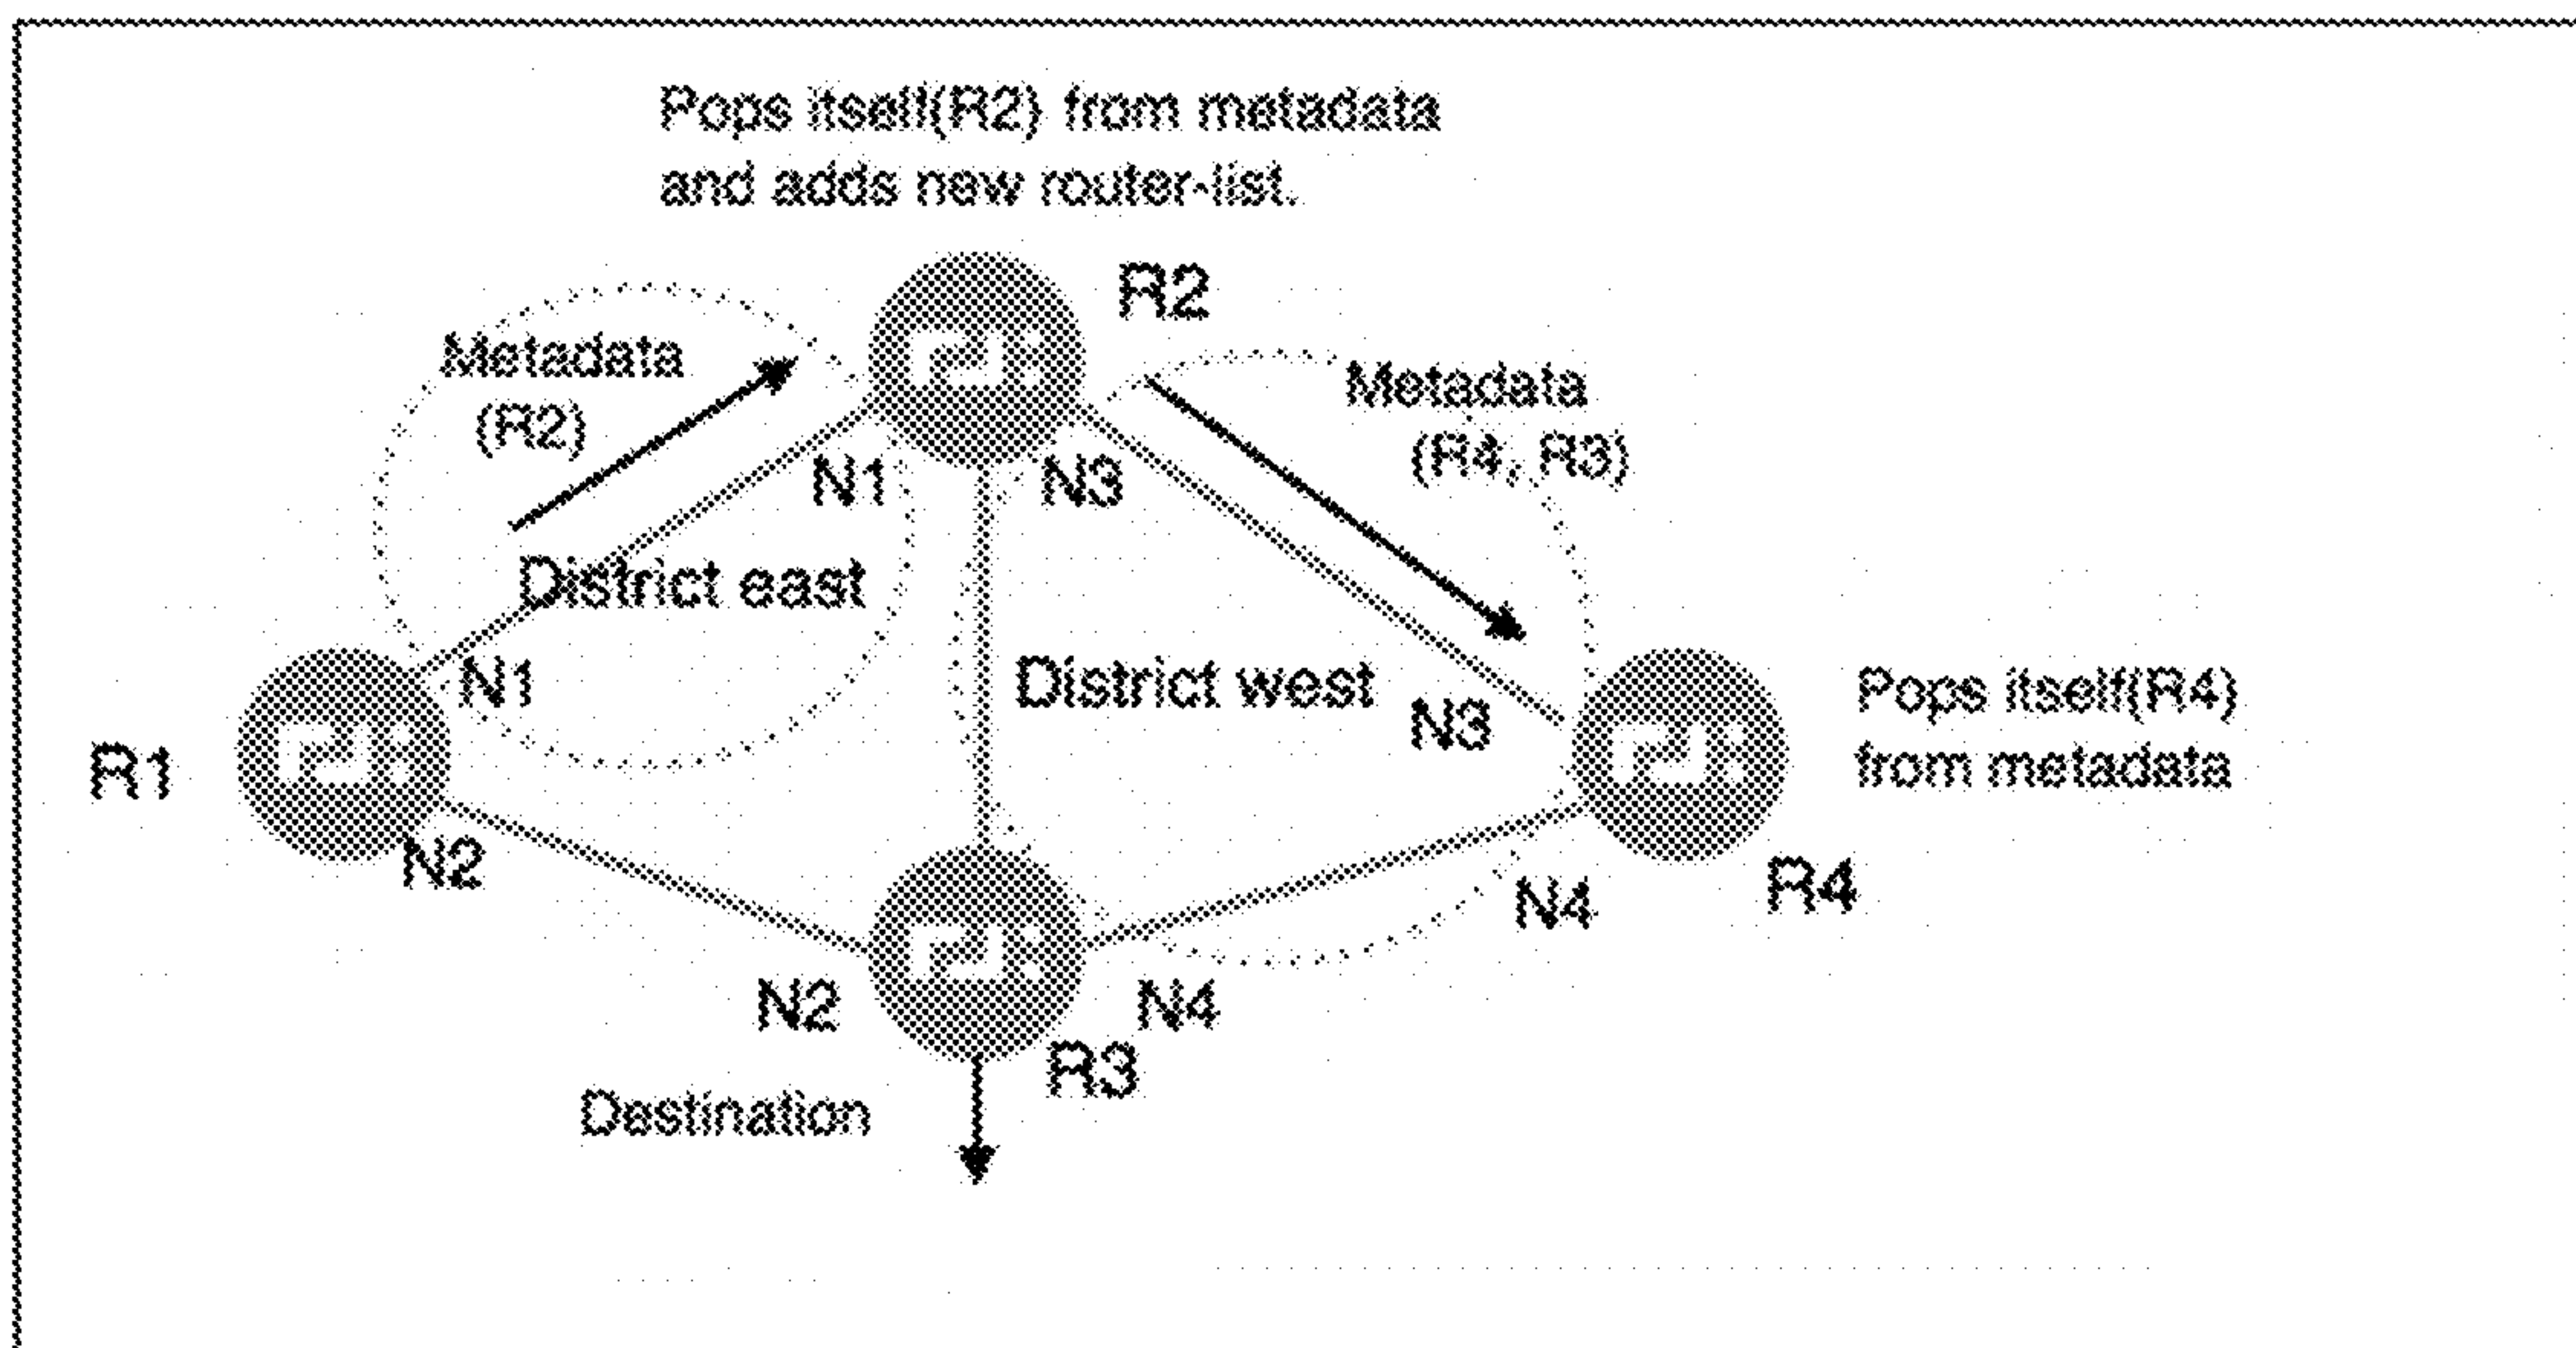 Pops itself(R2) from metadata
and adds new router-list.
R2
Metadata
(R2)
Metadata
(R4, R3)
N1
N3
District east
N1
District west
N3
R1
Pops itself(R4)
from metadata
N2
N4
R4
N2
N4
R3
Destination